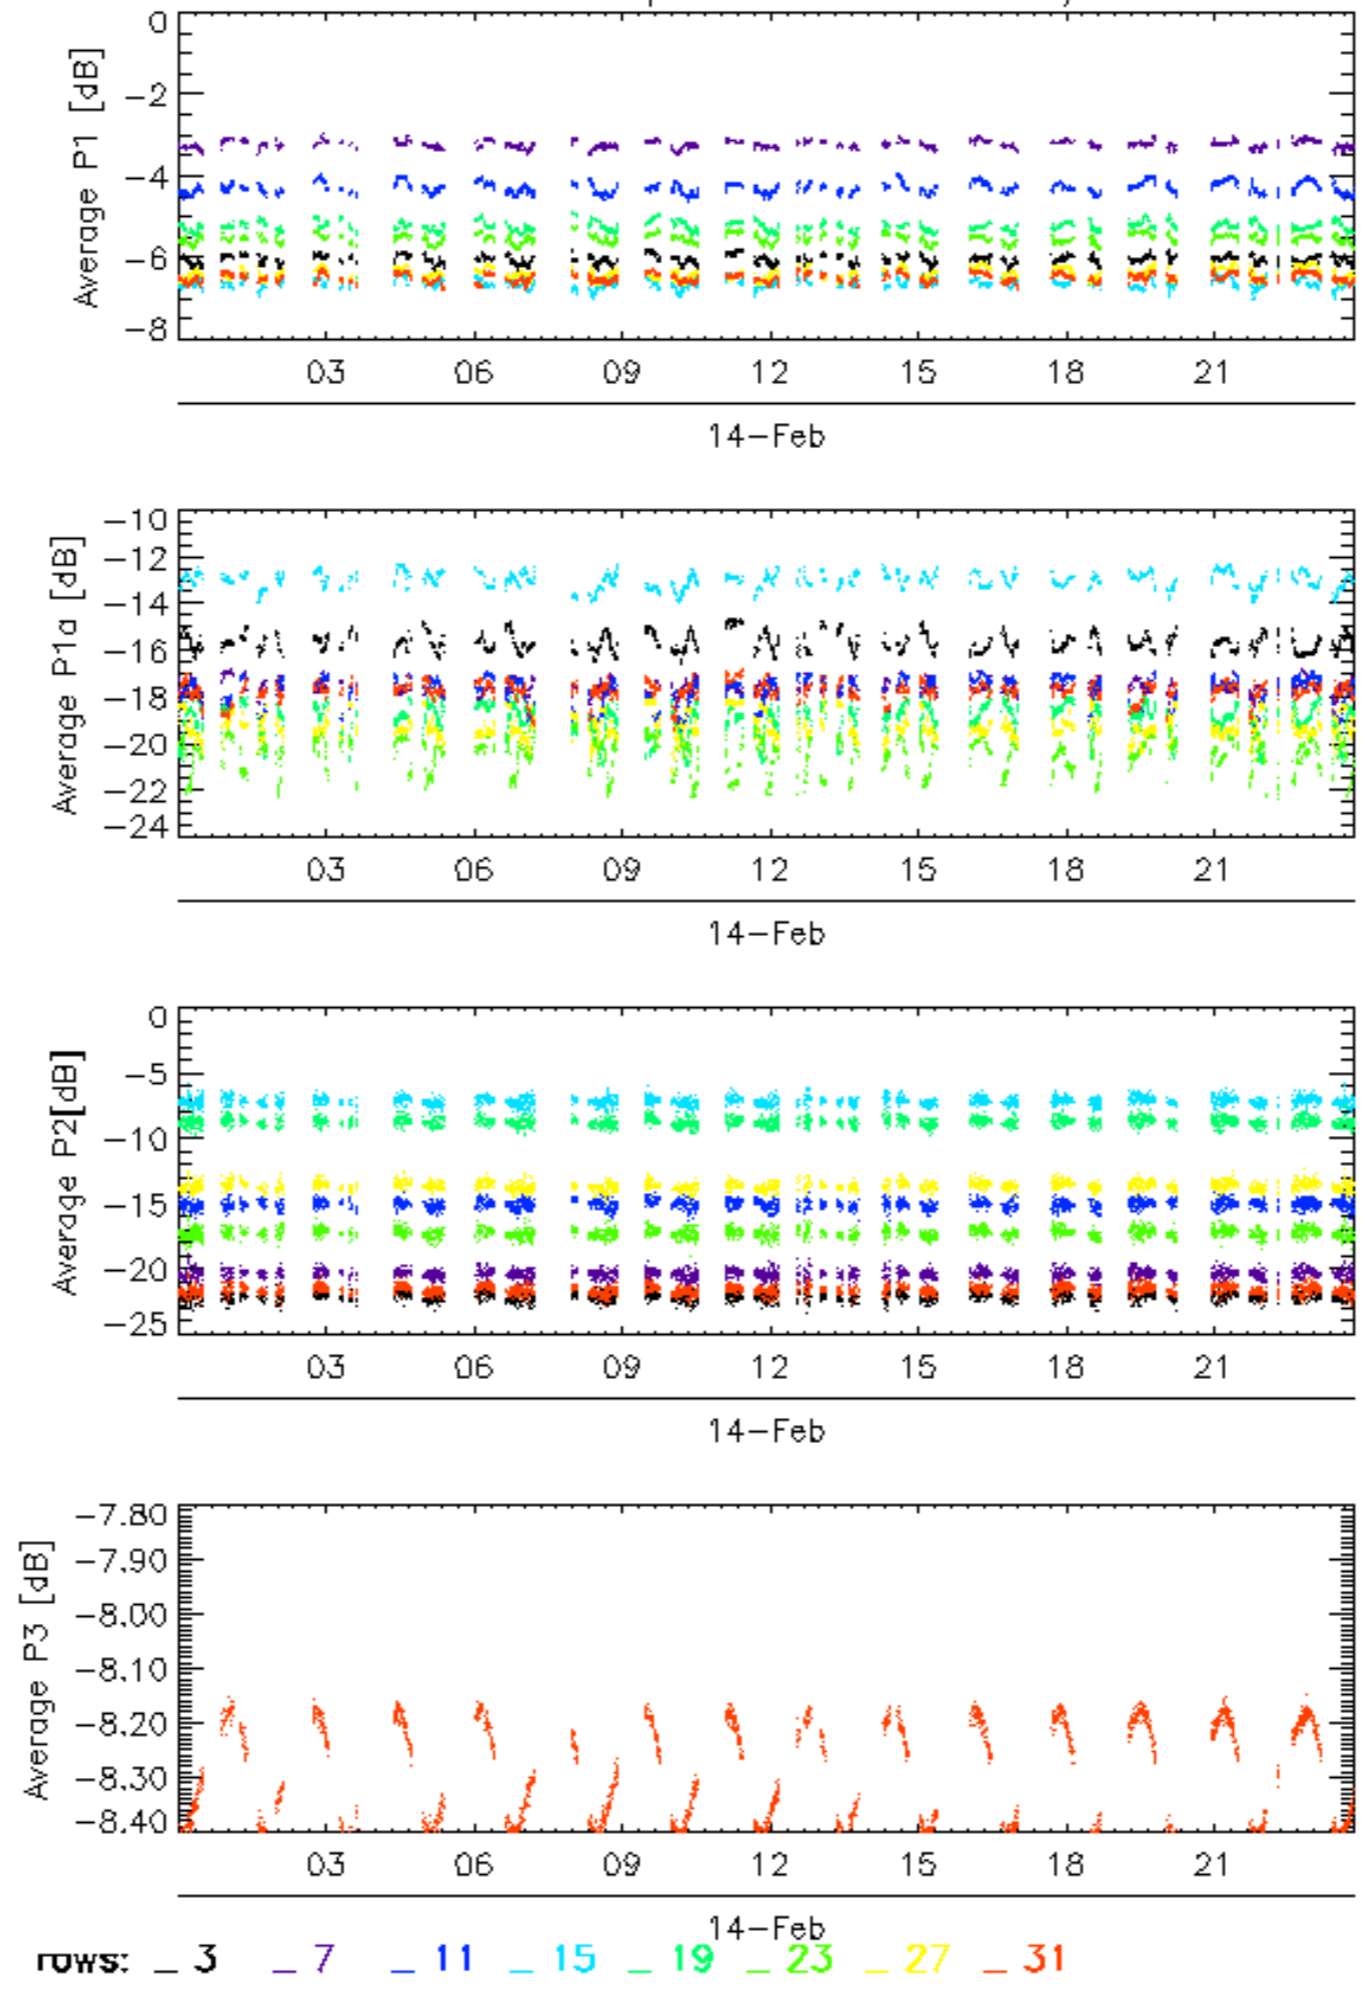 Average P1 [dB]
0
−2
−4
−6
−8
03 06 09 12 15 18 21
14−Feb
Average P1a [dB]
−10
−12
−14
−16
−18
−20
−22
−24
03 06 09 12 15 18 21
14−Feb
Average P2[dB]
0
−5
−10
−15
−20
−25
03 06 09 12 15 18 21
14−Feb
Average P3 [dB]
−7.80
−7.90
−8.00
−8.10
−8.20
−8.30
−8.40
03 06 09 12 15 18 21
14−Feb
rows: _ 3 _ 7 _ 11 _ 15 _ 19 _ 23 _ 27 _ 31